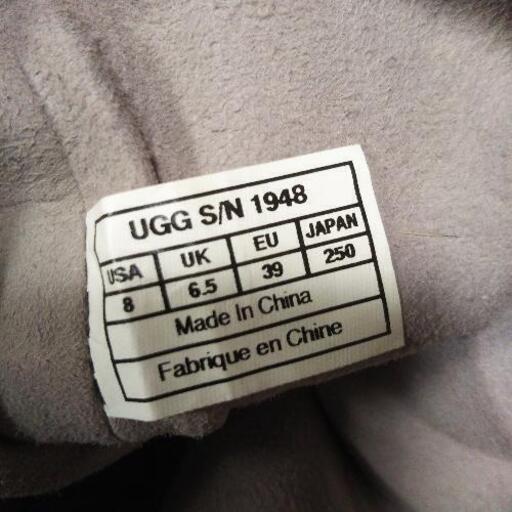 UGG S/N 1948
USA UK EU JAPAN
8 6.5 39 250
Made In China
Fabrique en Chine